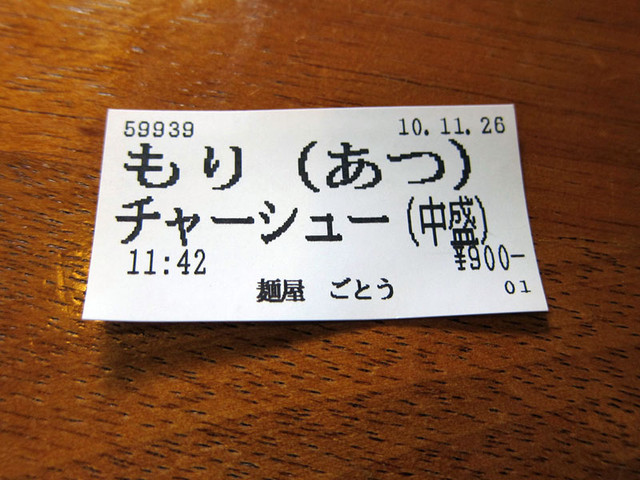 59939 10.11.26
もり (あつ)
チャーシュー (中盛)
11:42 ¥900-
麺屋 ごとう 01